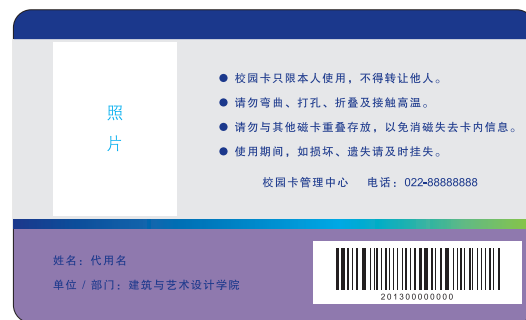 照
片
● 校园卡只限本人使用，不得转让他人。
● 请勿弯曲、打孔、折叠及接触高温。
● 请勿与其他磁卡重叠存放，以免消磁失去卡内信息。
● 使用期间，如损坏、遗失请及时挂失。
校园卡管理中心 电话：022-88888888
姓名：代用名
单位 / 部门：建筑与艺术设计学院
201300000000